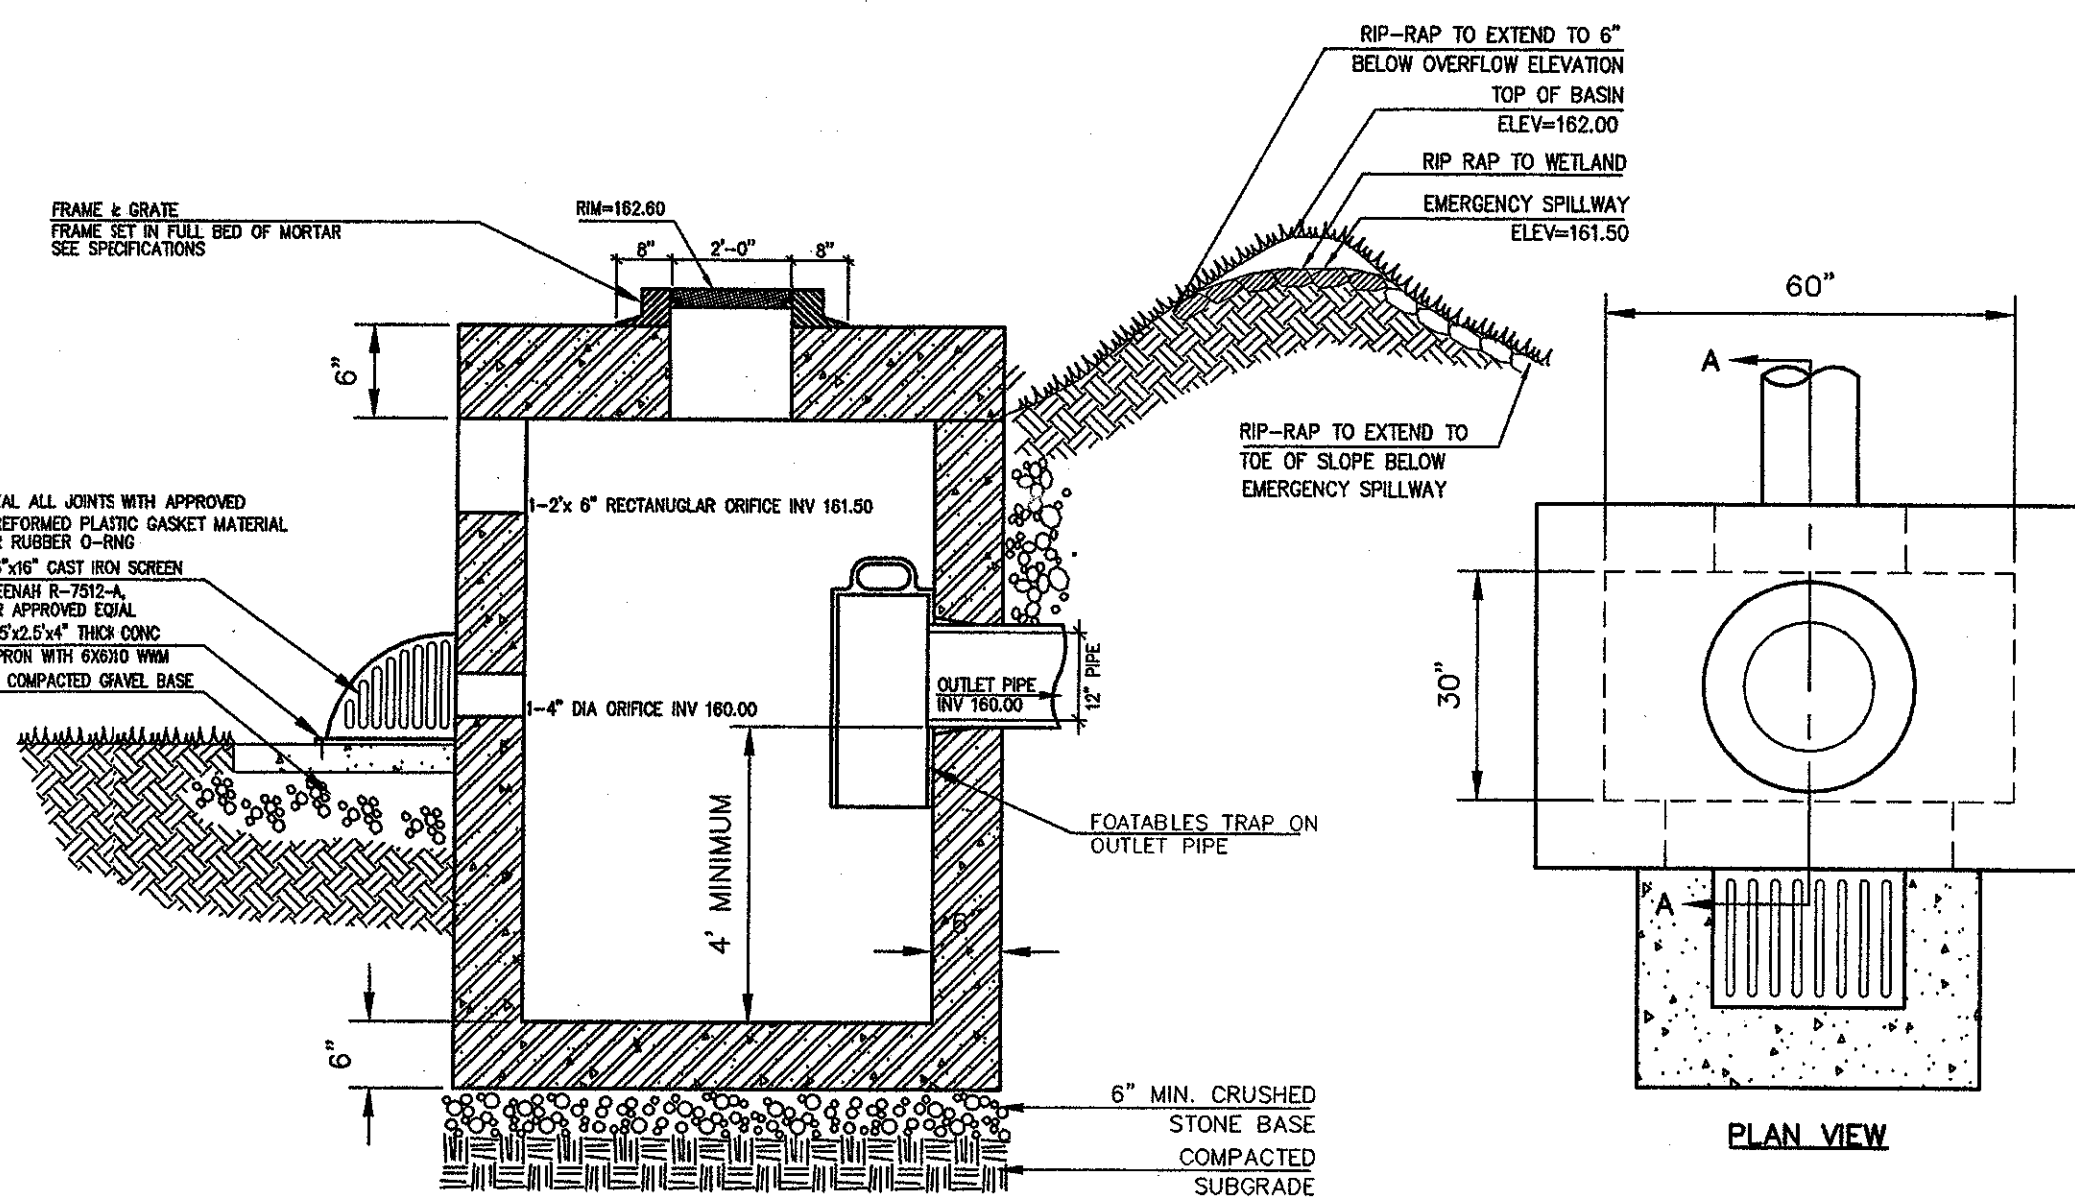 RIP-RAP TO EXTEND TO 6"
BELOW OVERFLOW ELEVATION
TOP OF BASIN
ELEV=162.00
RIP RAP TO WETLAND
EMERGENCY SPILLWAY
ELEV=161.50
FRAME & GRATE
FRAME SET IN FULL BED OF MORTAR
SEE SPECIFICATIONS
RIM=162.60
8"
2'-0"
8"
6"
60"
A
RIP-RAP TO EXTEND TO
TOE OF SLOPE BELOW
EMERGENCY SPILLWAY
ALL JOINTS WITH APPROVED
PLASTIC GASKET MATERIAL
RUBBER O-RNG
"x16" CAST IRON SCREEN
R-7512-A,
APPROVED EQUAL
5'x2.5'x4" THICK CONC
WITH 6X6X10 WWM
COMPACTED GRAVEL BASE
1-2'x 6" RECTANUGLAR ORIFICE INV 161.50
1-4" DIA ORIFICE INV 160.00
OUTLET PIPE
INV 160.00
12" PIPE
30"
4' MINIMUM
FOATABLES TRAP ON
OUTLET PIPE
6"
A
6"
6" MIN. CRUSHED
STONE BASE
COMPACTED
SUBGRADE
PLAN VIEW